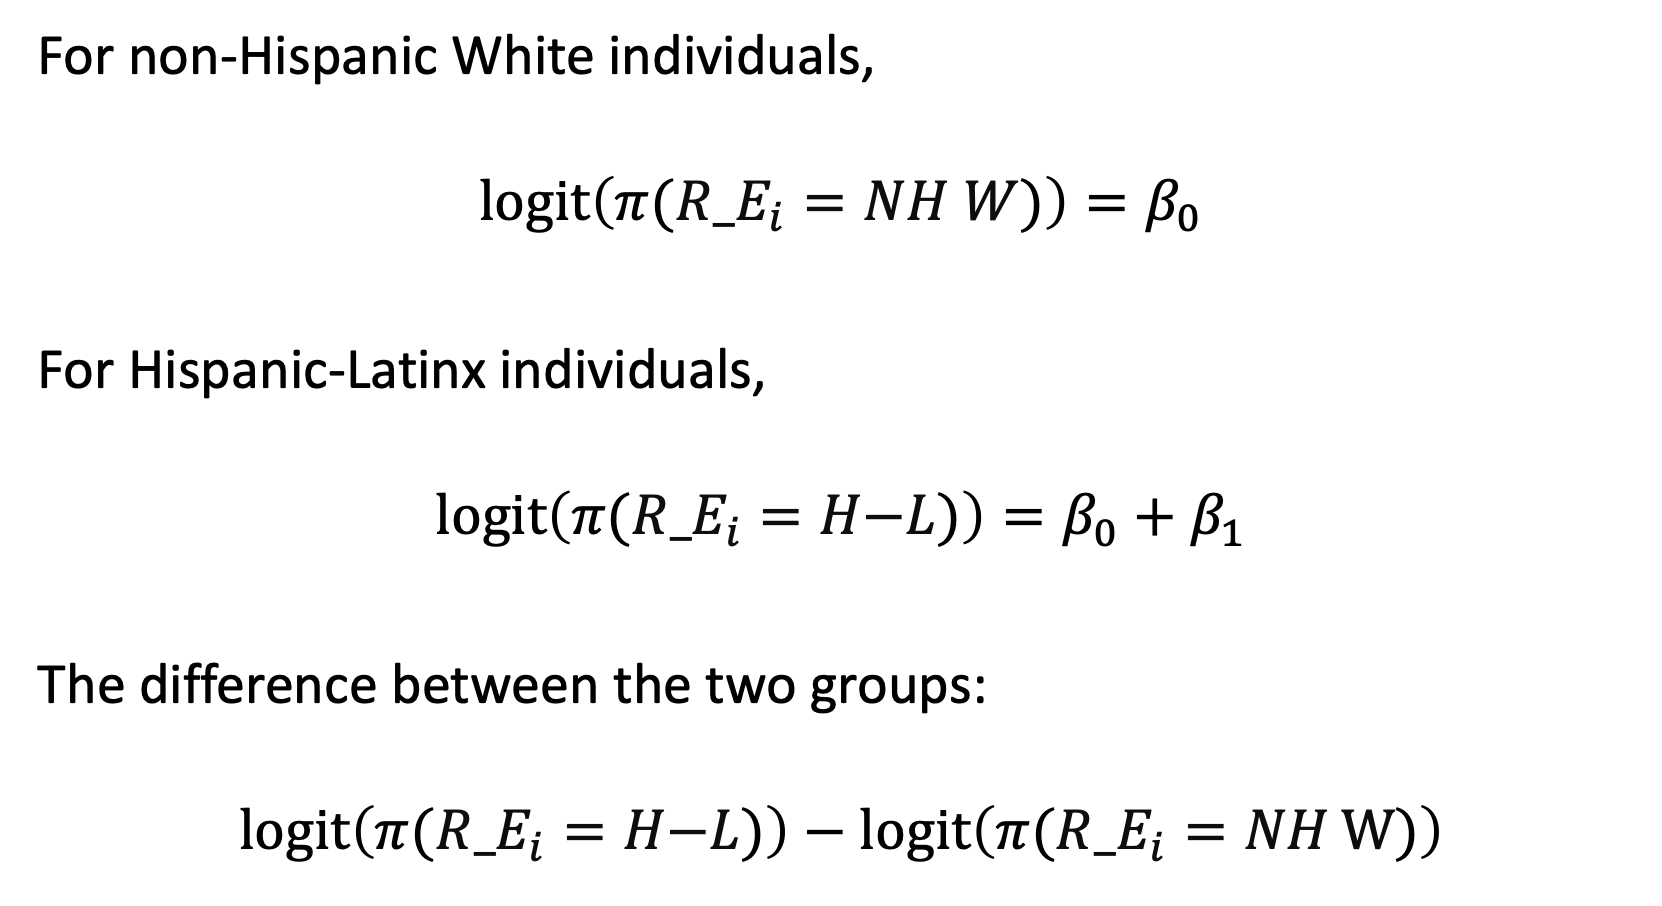 For non-Hispanic White individuals,
logit(π(R_Eᵢ = NH W)) = β₀
For Hispanic-Latinx individuals,
logit(π(R_Eᵢ = H−L)) = β₀ + β₁
The difference between the two groups:
logit(π(R_Eᵢ = H−L)) − logit(π(R_Eᵢ = NH W))